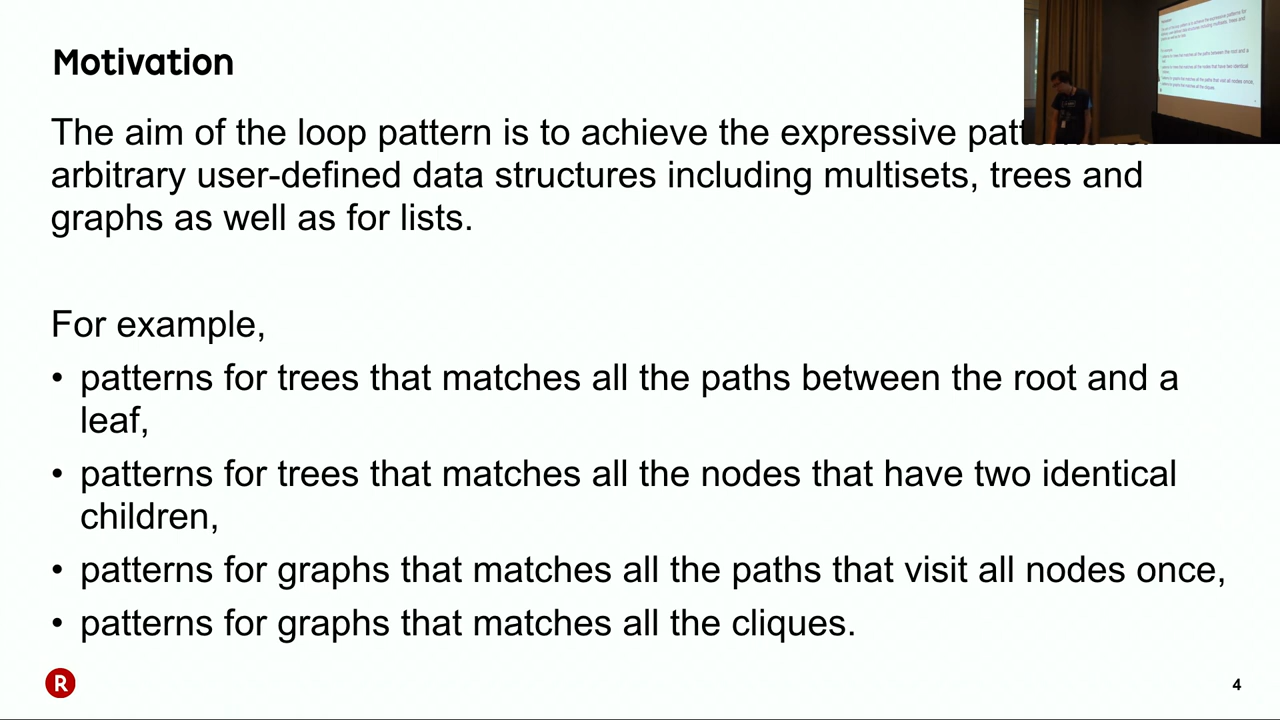 Motivation
The aim of the loop pattern is to achieve the expressive
arbitrary user-defined data structures including multisets, trees and
graphs as well as for lists.
For example,
• patterns for trees that matches all the paths between the root and a
leaf,
• patterns for trees that matches all the nodes that have two identical
children,
• patterns for graphs that matches all the paths that visit all nodes once,
• patterns for graphs that matches all the cliques.
R
4